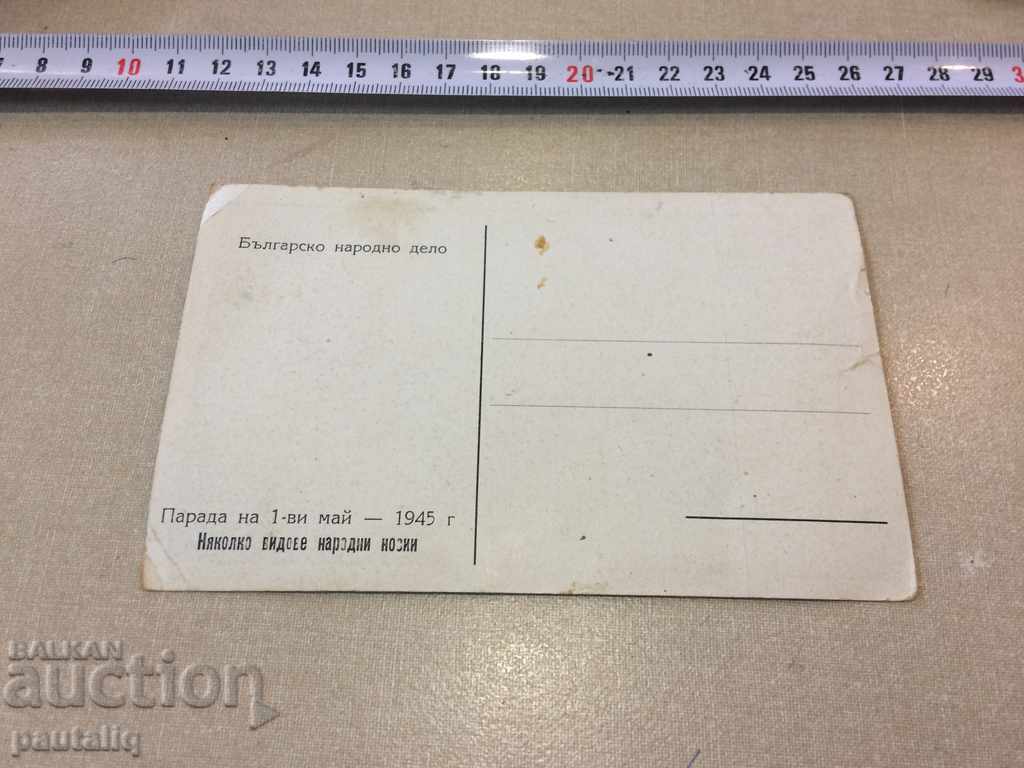 7 8 9 10 11 12 13 14 15 16 17 18 19 20 21 22 23 24 25 26 27 28 29 3
Българско народно дело
Парада на 1-ви май — 1945 г
Няколко видове народни носии
BALKAN
auction
pautaliq